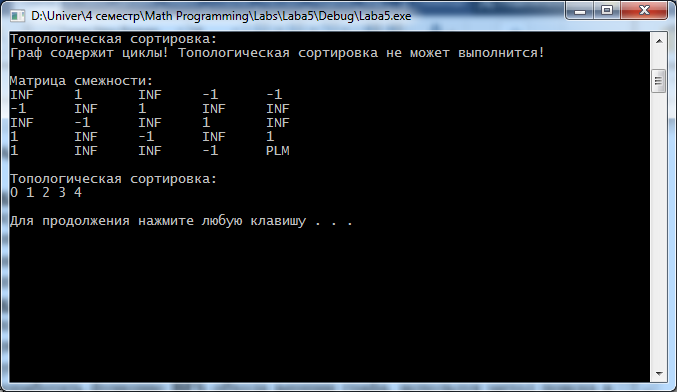 D:\Univer\4 семестр\Math Programming\Labs\Laba5\Debug\Laba5.exe
Топологическая сортировка:
Граф содержит циклы! Топологическая сортировка не может выполнится!
Матрица смежности:
INF 1 INF -1 -1
-1 INF 1 INF INF
INF -1 INF 1 INF
1 INF -1 INF 1
1 INF INF -1 PLM
Топологическая сортировка:
0 1 2 3 4
Для продолжения нажмите любую клавишу . . .